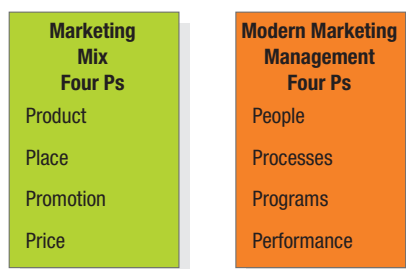 Marketing
Mix
Four Ps
Product
Place
Promotion
Price
Modern Marketing
Management
Four Ps
People
Processes
Programs
Performance